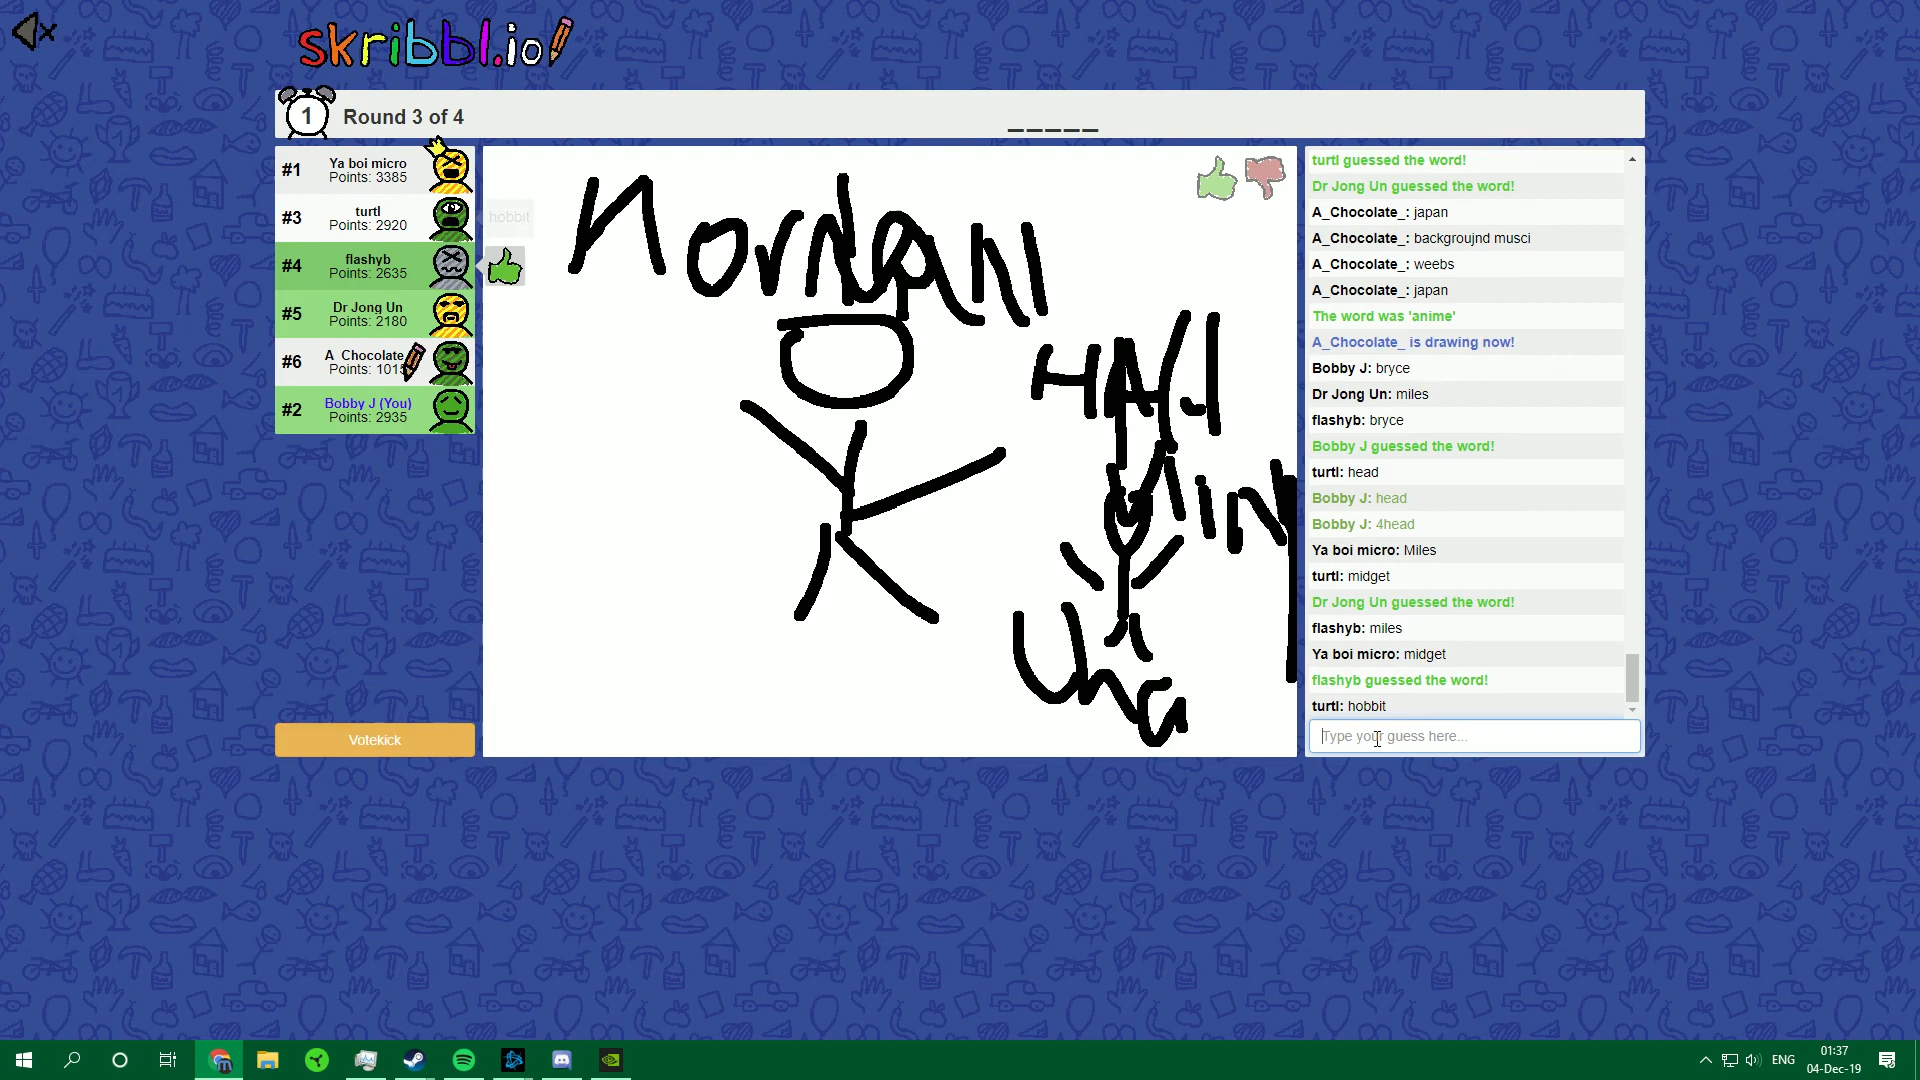 skribbl.io
1
Round 3 of 4
_ _ _ _ _
#1
Ya boi micro
Points: 3385
#3
turtl
Points: 2920
hobbit
#4
flashyb
Points: 2635
#5
Dr Jong Un
Points: 2180
#6
A_Chocolate_
Points: 1015
#2
Bobby J (You)
Points: 2935
Votekick
turtl guessed the word!
Dr Jong Un guessed the word!
A_Chocolate_: japan
A_Chocolate_: backgroujnd musci
A_Chocolate_: weebs
A_Chocolate_: japan
The word was 'anime'
A_Chocolate_ is drawing now!
Bobby J: bryce
Dr Jong Un: miles
flashyb: bryce
Bobby J guessed the word!
turtl: head
Bobby J: head
Bobby J: 4head
Ya boi micro: Miles
turtl: midget
Dr Jong Un guessed the word!
flashyb: miles
Ya boi micro: midget
flashyb guessed the word!
turtl: hobbit
Type your guess here...
ENG
01:37
04-Dec-19